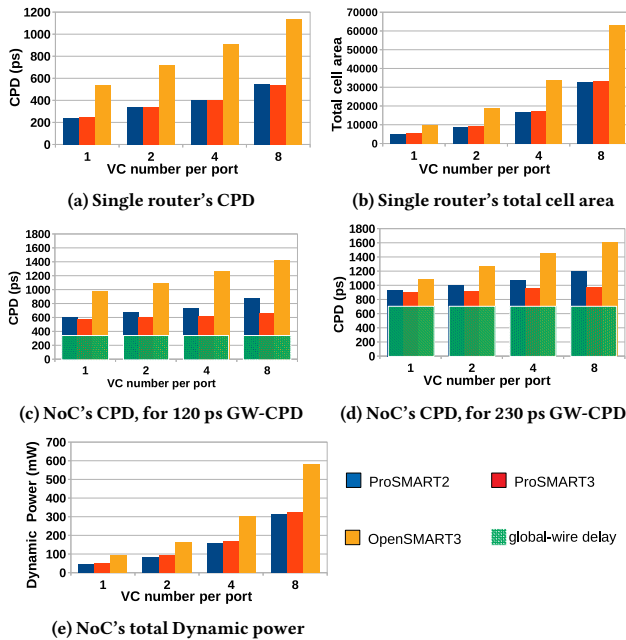 1200
1000
800
600
400
200
0
CPD (ps)
1 2 4 8
VC number per port
(a) Single router's CPD
70000
60000
50000
40000
30000
20000
10000
0
Total cell area
1 2 4 8
VC number per port
(b) Single router's total cell area
1800
1600
1400
1200
1000
800
600
400
200
0
CPD (ps)
1 2 4 8
VC number per port
(c) NoC's CPD, for 120 ps GW-CPD
1800
1600
1400
1200
1000
800
600
400
200
0
CPD (ps)
1 2 4 8
VC number per port
(d) NoC's CPD, for 230 ps GW-CPD
700
600
500
400
300
200
100
0
Dynamic Power (mW)
1 2 4 8
VC number per port
(e) NoC's total Dynamic power
ProSMART2
ProSMART3
OpenSMART3
global-wire delay